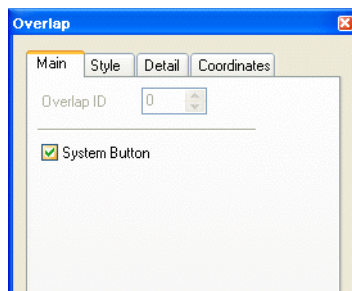 Overlap
Main Style Detail Coordinates
Overlap ID 0
System Button